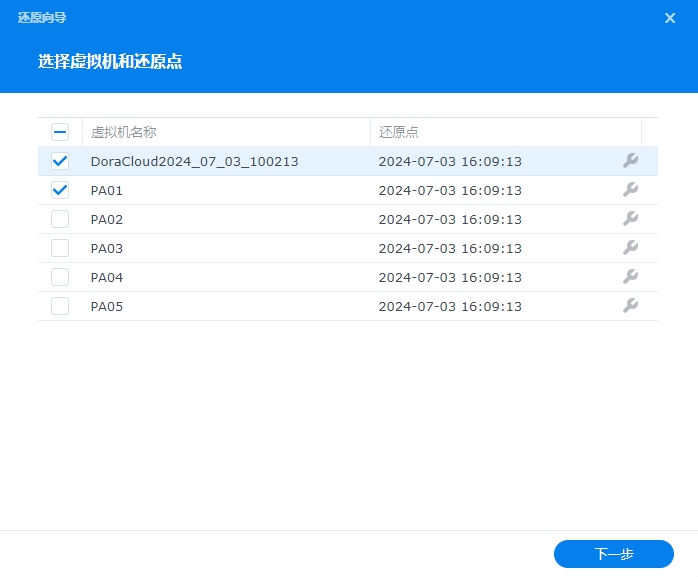 还原向导
选择虚拟机和还原点
虚拟机名称 还原点
DoraCloud2024_07_03_100213 2024-07-03 16:09:13
PA01 2024-07-03 16:09:13
PA02 2024-07-03 16:09:13
PA03 2024-07-03 16:09:13
PA04 2024-07-03 16:09:13
PA05 2024-07-03 16:09:13
下一步